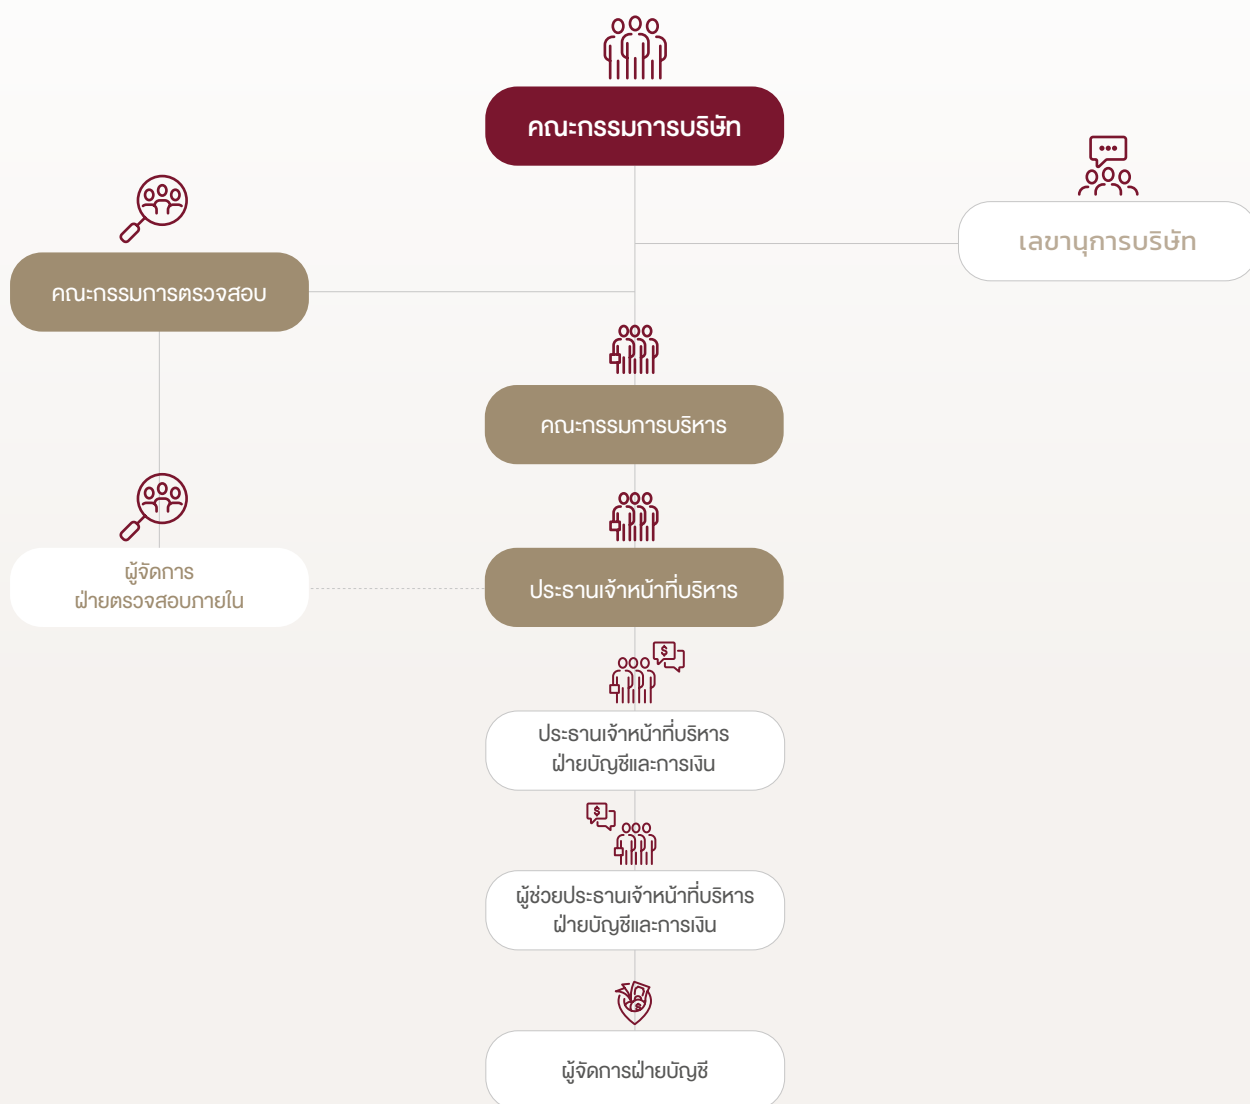 คณะกรรมการบริษัท
เลขานุการบริษัท
คณะกรรมการตรวจสอบ
คณะกรรมการบริหาร
ผู้จัดการ
ฝ่ายตรวจสอบภายใน
ประธานเจ้าหน้าที่บริหาร
ประธานเจ้าหน้าที่บริหาร
ฝ่ายบัญชีและการเงิน
ผู้ช่วยประธานเจ้าหน้าที่บริหาร
ฝ่ายบัญชีและการเงิน
ผู้จัดการฝ่ายบัญชี